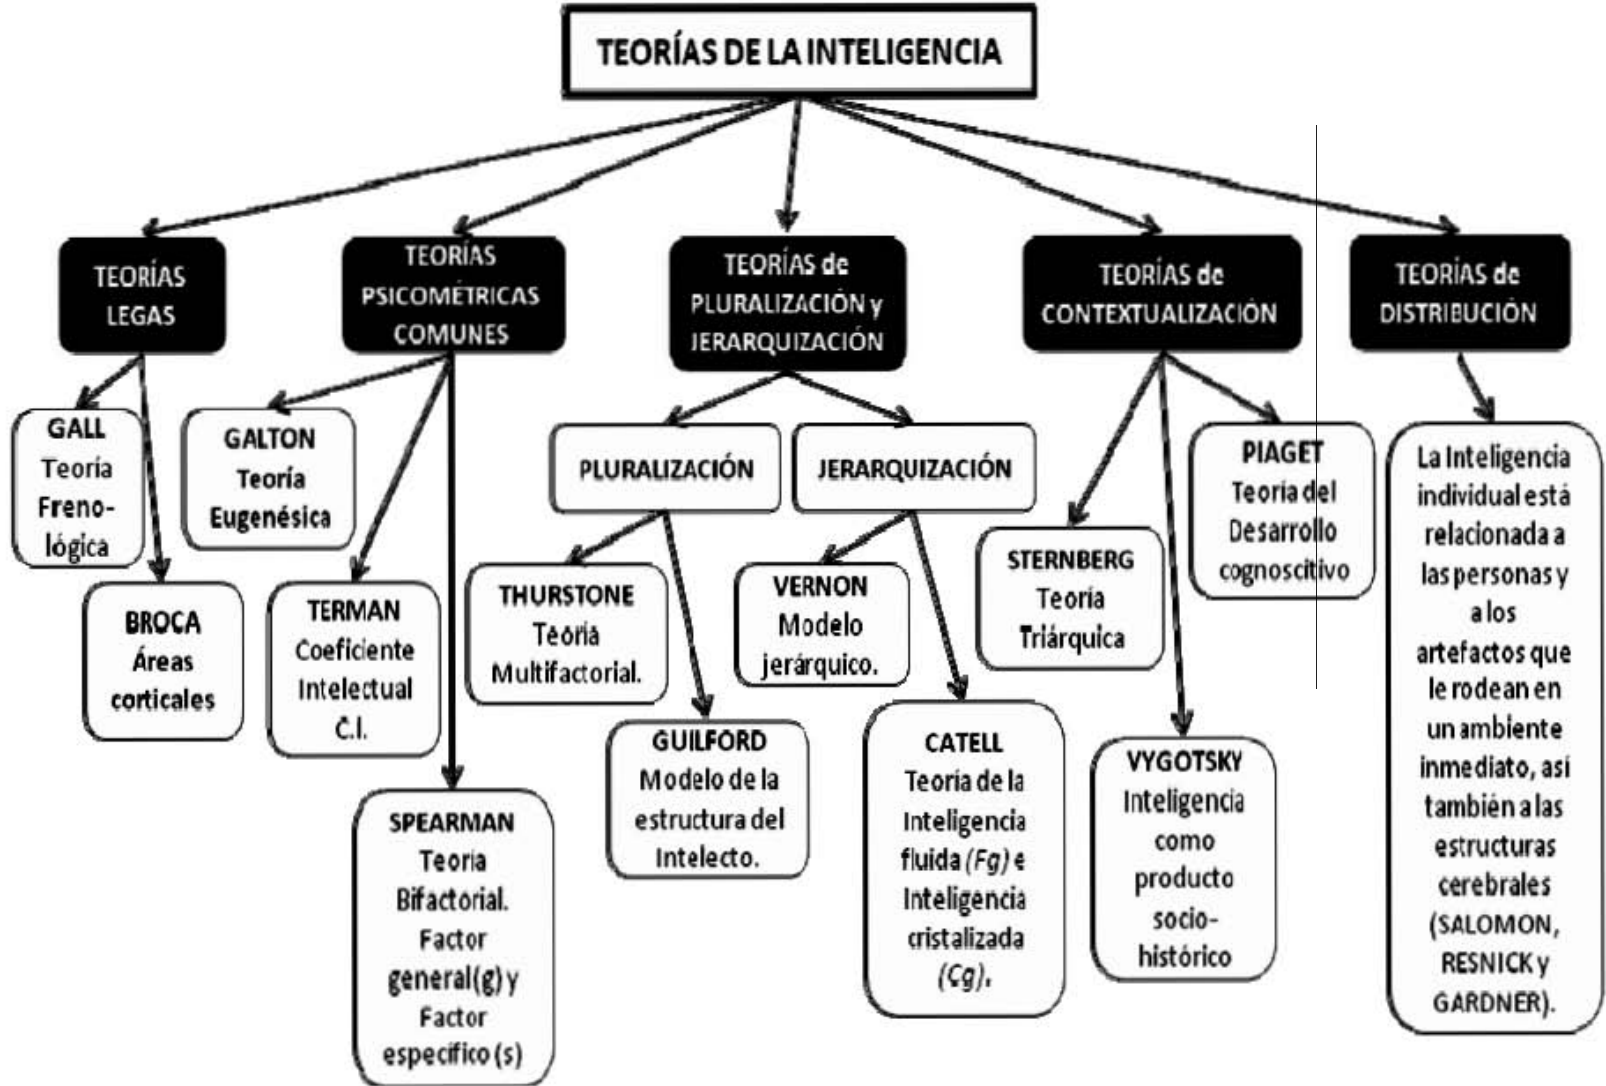 TEORÍAS DE LA INTELIGENCIA
TEORÍAS
LEGAS
TEORÍAS
PSICOMÉTRICAS
COMUNES
TEORÍAS de
PLURALIZACIÓN y
JERARQUIZACIÓN
TEORÍAS de
CONTEXTUALIZACIÓN
TEORÍAS de
DISTRIBUCIÓN
GALL
Teoría
Freno-
lógica
BROCA
Áreas
corticales
GALTON
Teoría
Eugenésica
TERMAN
Coeficiente
Intelectual
C.I.
SPEARMAN
Teoría
Bifactorial.
Factor
general(g) y
Factor
específico (s)
PLURALIZACIÓN
THURSTONE
Teoría
Multifactorial.
GUILFORD
Modelo de la
estructura del
Intelecto.
JERARQUIZACIÓN
VERNON
Modelo
jerárquico.
CATELL
Teoría de la
Inteligencia
fluida (Fg) e
Inteligencia
cristalizada
(Cg).
STERNBERG
Teoría
Triárquica
VYGOTSKY
Inteligencia
como
producto
socio-
histórico
PIAGET
Teoría del
Desarrollo
cognoscitivo
La Inteligencia
individual está
relacionada a
las personas y
a los
artefactos que
le rodean en
un ambiente
inmediato, así
también a las
estructuras
cerebrales
(SALOMON,
RESNICK y
GARDNER).